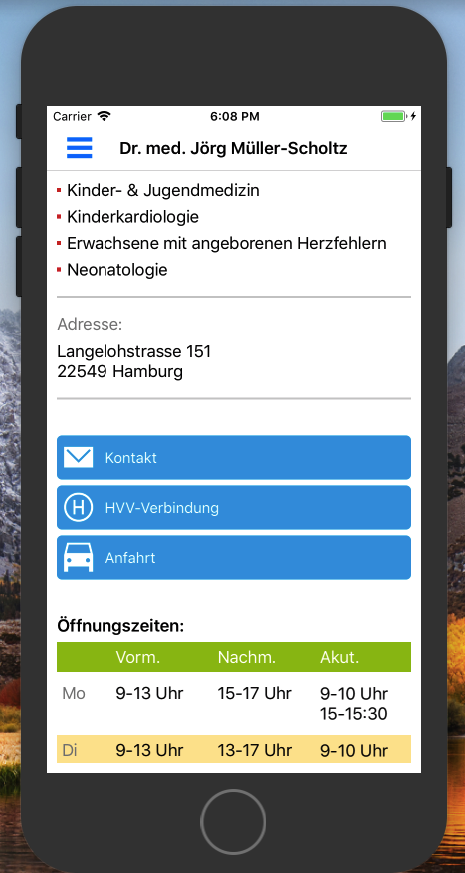 Carrier 6:08 PM
Dr. med. Jörg Müller-Scholtz
Kinder- & Jugendmedizin
Kinderkardiologie
Erwachsene mit angeborenen Herzfehlern
Neonatologie
Adresse:
Langelohstrasse 151
22549 Hamburg
Kontakt
H HVV-Verbindung
Anfahrt
Öffnungszeiten:
Vorm. Nachm. Akut.
Mo 9-13 Uhr 15-17 Uhr 9-10 Uhr
15-15:30
Di 9-13 Uhr 13-17 Uhr 9-10 Uhr